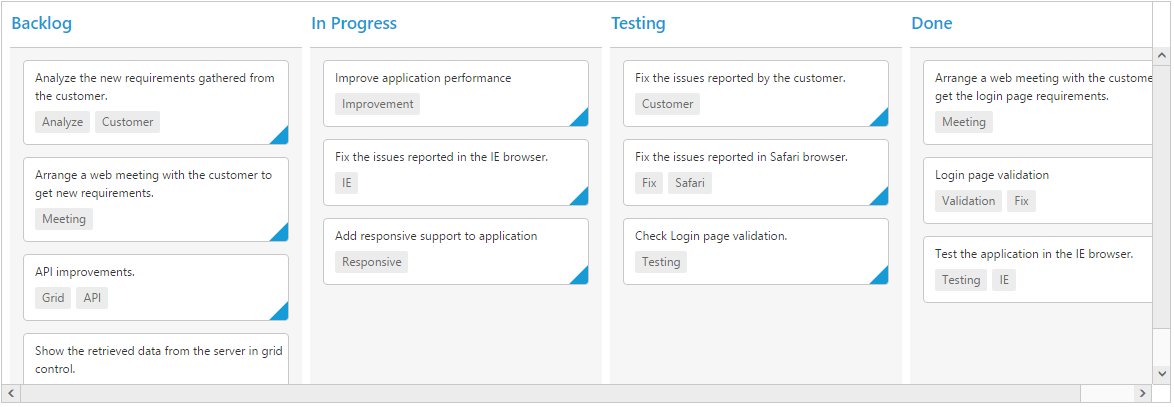 Backlog
Analyze the new requirements gathered from
the customer.
Analyze Customer
Arrange a web meeting with the customer to
get new requirements.
Meeting
API improvements.
Grid API
Show the retrieved data from the server in grid
control.
In Progress
Improve application performance
Improvement
Fix the issues reported in the IE browser.
IE
Add responsive support to application
Responsive
Testing
Fix the issues reported by the customer.
Customer
Fix the issues reported in Safari browser.
Fix Safari
Check Login page validation.
Testing
Done
Arrange a web meeting with the custome
get the login page requirements.
Meeting
Login page validation
Validation Fix
Test the application in the IE browser.
Testing IE